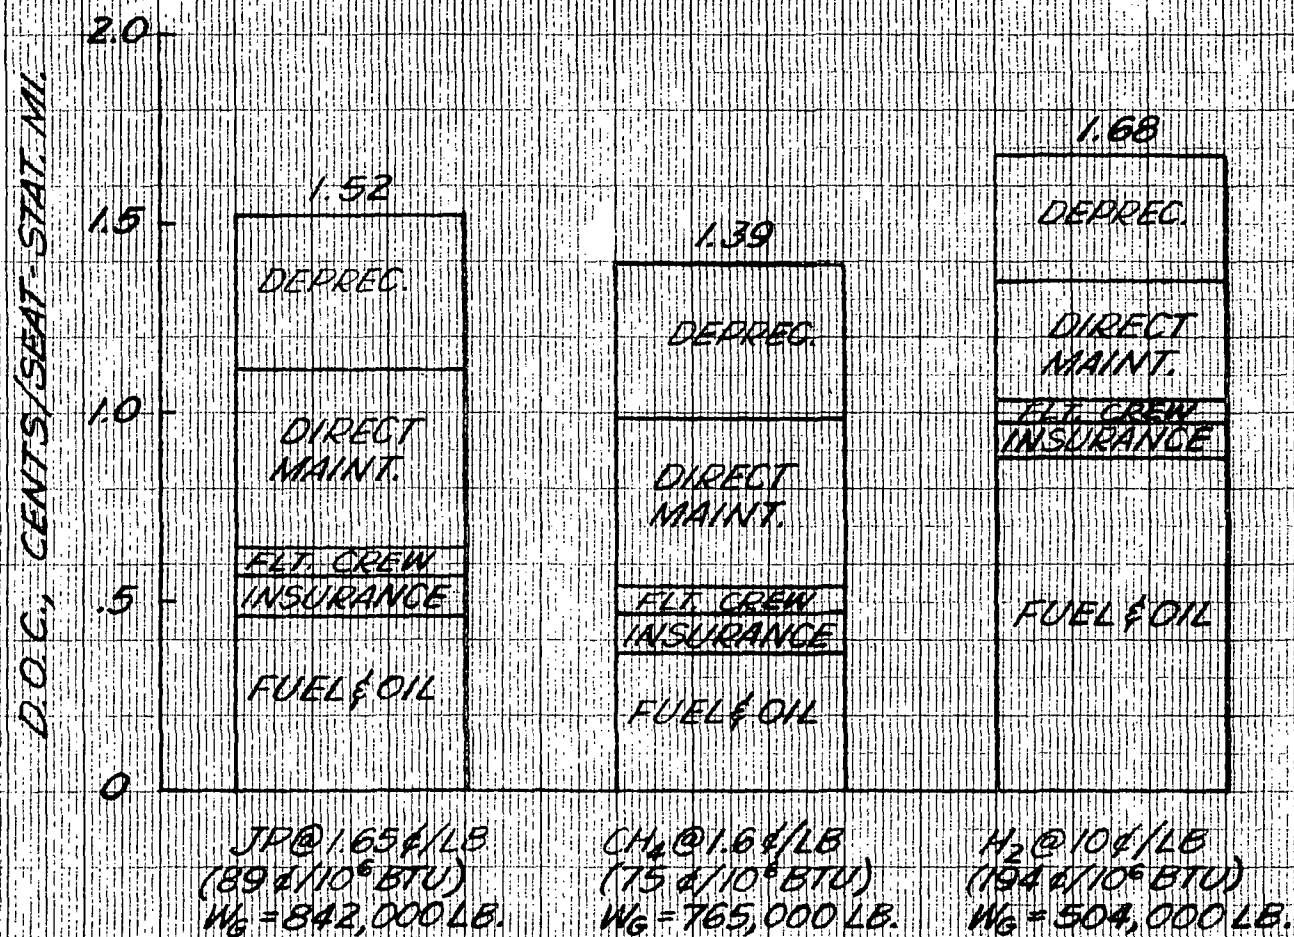 D.O.C., CENTS/SEAT-STAT. MI.
2.0
1.5
1.0
.5
0
1.52
DEPREC.
DIRECT
MAINT.
FLT. CREW
INSURANCE
FUEL & OIL
JP @ 1.65 ¢/LB
(89 ¢/10⁶ BTU)
W_G = 842,000 LB.
1.39
DEPREC.
DIRECT
MAINT.
FLT. CREW
INSURANCE
FUEL & OIL
CH₄ @ 1.6 ¢/LB
(75 ¢/10⁶ BTU)
W_G = 765,000 LB.
1.68
DEPREC.
DIRECT
MAINT.
FLT. CREW
INSURANCE
FUEL & OIL
H₂ @ 10 ¢/LB
(194 ¢/10⁶ BTU)
W_G = 504,000 LB.